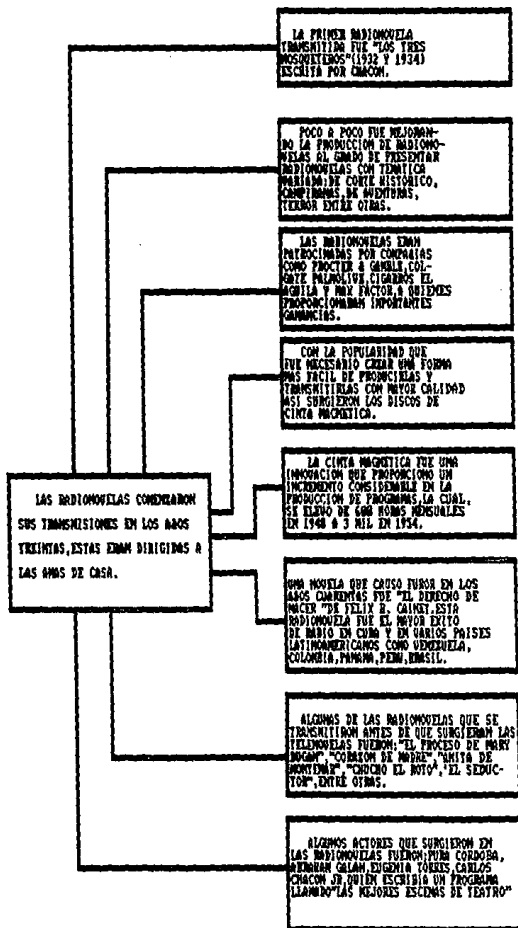 LA PRIMER RADIONOVELA
TRANSMITIDA FUE "LOS TRES
MOSQUETEROS"(1932 Y 1934)
ESCRITA POR CHACON.
POCO A POCO FUE MEJORAN-
DO LA PRODUCCION DE RADIONO-
VELAS AL GRADO DE PRESENTAR
RADIONOVELAS CON TEMATICA
VARIADA:DE CORTE HISTORICO,
CAMPIRANAS,DE AVENTURAS,
TERROR ENTRE OTRAS.
LAS RADIONOVELAS ERAN
PATROCINADAS POR COMPAÑIAS
COMO PROCTER & GAMBLE,COL-
GATE PALMOLIVE,CIGARROS EL
AGUILA Y MAX FACTOR,A QUIENES
PROPORCIONABAN IMPORTANTES
GANANCIAS.
CON LA POPULARIDAD QUE
FUE NECESARIO CREAR UNA FORMA
MAS FACIL DE PRODUCIRLAS Y
TRANSMITIRLAS CON MAYOR CALIDAD
ASI SURGIERON LOS DISCOS DE
CINTA MAGNETICA.
LAS RADIONOVELAS COMENZARON
SUS TRANSMISIONES EN LOS AÑOS
TREINTAS,ESTAS ERAN DIRIGIDAS A
LAS AMAS DE CASA.
LA CINTA MAGNETICA FUE UNA
INNOVACION QUE PROPORCIONO UN
INCREMENTO CONSIDERABLE EN LA
PRODUCCION DE PROGRAMAS,LA CUAL,
SE ELEVO DE 600 HORAS MENSUALES
EN 1948 A 3 MIL EN 1954.
UNA NOVELA QUE CAUSO FUROR EN LOS
AÑOS CUARENTAS FUE "EL DERECHO DE
NACER "DE FELIX B. CAIGNET.ESTA
RADIONOVELA FUE EL MAYOR EXITO
DE RADIO EN CUBA Y EN VARIOS PAISES
LATINOAMERICANOS COMO VENEZUELA,
COLOMBIA,PANAMA,PERU,BRASIL.
ALGUNAS DE LAS RADIONOVELAS QUE SE
TRANSMITIRON ANTES DE QUE SURGIERAN LAS
TELENOVELAS FUERON:"EL PROCESO DE MARY
DUGAN","CORAZON DE MADRE","ANITA DE
MONTEMAR","CHUCHO EL ROTO",'EL SEDUC-
TOR",ENTRE OTRAS.
ALGUNOS ACTORES QUE SURGIERON EN
LAS RADIONOVELAS FUERON:PURA CORDOBA,
ABRAHAM GALAN,EUGENIA TORRES,CARLOS
CHACON JR.QUIEN ESCRIBIA UN PROGRAMA
LLAMADO"LAS MEJORES ESCENAS DE TEATRO"